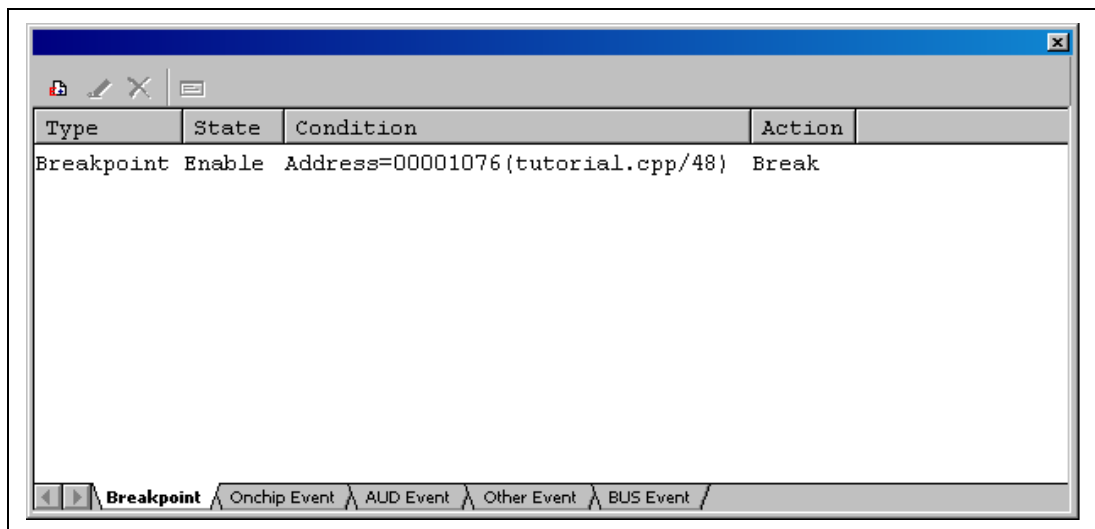 Type State Condition Action
Breakpoint Enable Address=00001076(tutorial.cpp/48) Break
Breakpoint Onchip Event AUD Event Other Event BUS Event